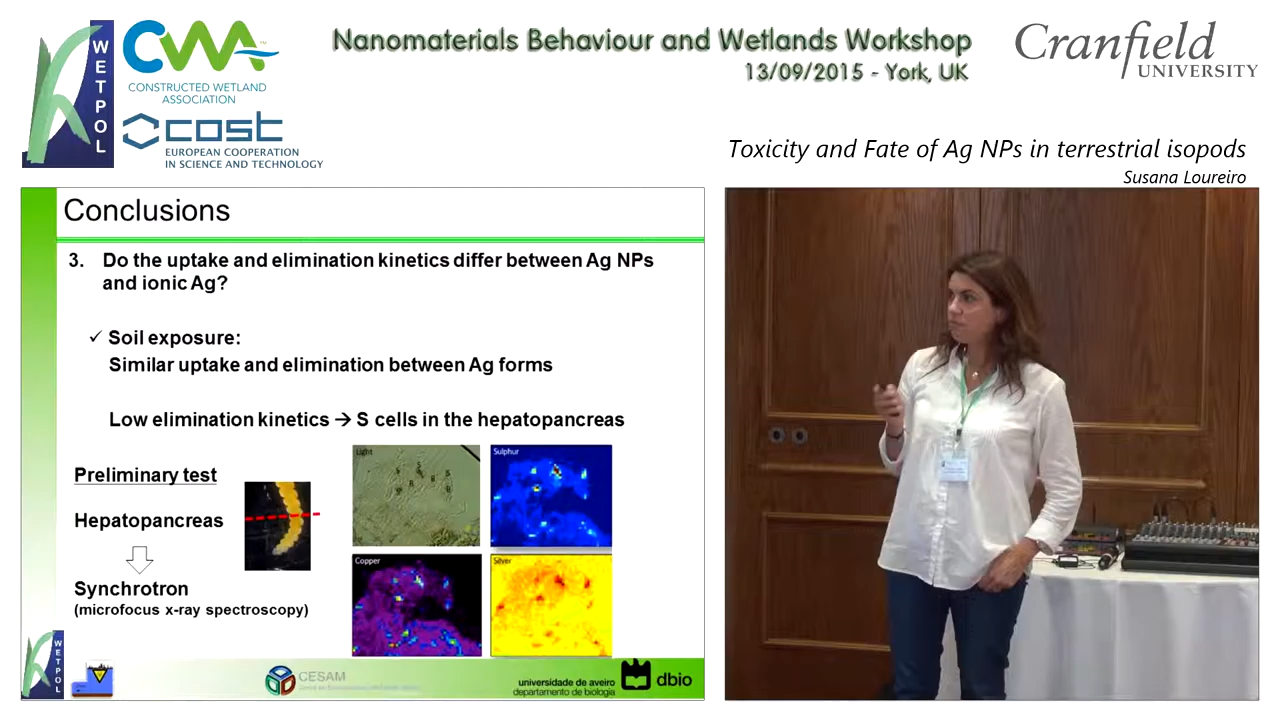 WETPOL
CWA
CONSTRUCTED WETLAND
ASSOCIATION
cost
EUROPEAN COOPERATION
IN SCIENCE AND TECHNOLOGY
Nanomaterials Behaviour and Wetlands Workshop
13/09/2015 - York, UK
Cranfield
UNIVERSITY
Toxicity and Fate of Ag NPs in terrestrial isopods
Susana Loureiro
Conclusions
3. Do the uptake and elimination kinetics differ between Ag NPs
and ionic Ag?
✓ Soil exposure:
Similar uptake and elimination between Ag forms
Low elimination kinetics → S cells in the hepatopancreas
Preliminary test
Hepatopancreas
Synchrotron
(microfocus x-ray spectroscopy)
Light
Sulphur
Copper
Silver
WETPOL
CESAM
universidade de aveiro
departamento de biologia
dbio